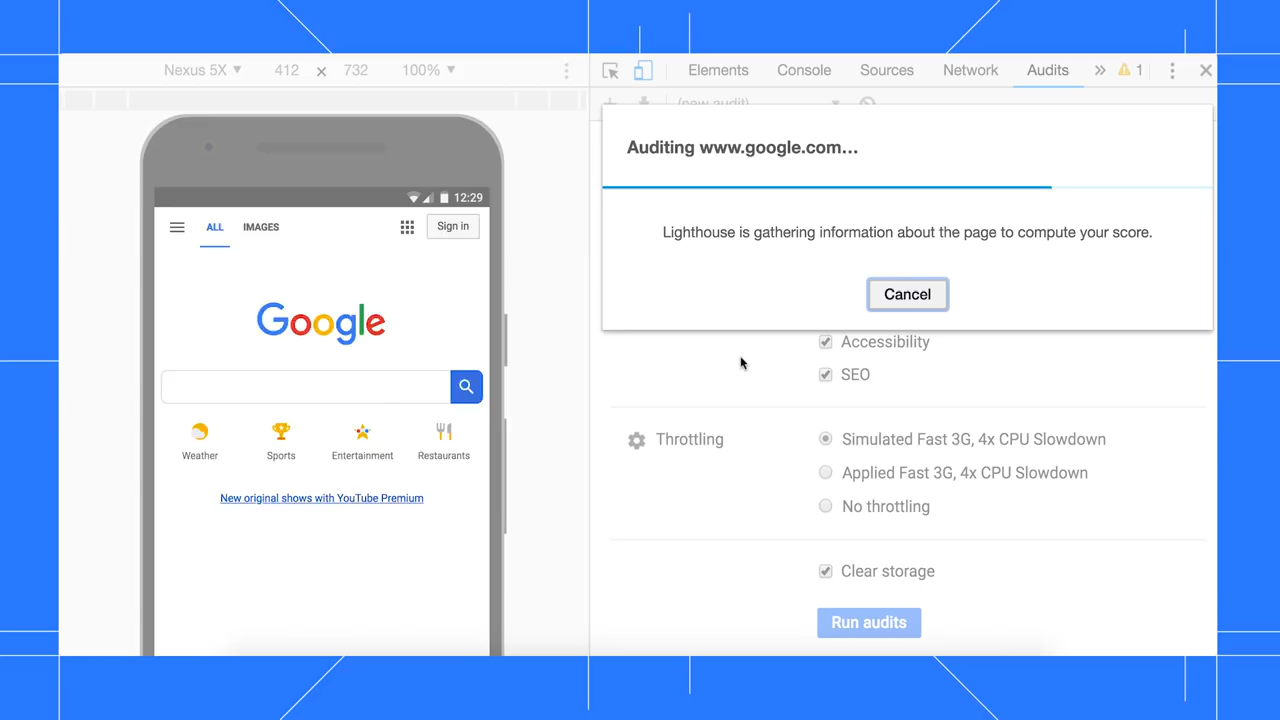 Nexus 5X 412 x 732 100%
Elements Console Sources Network Audits » 1
(new audit)
Auditing www.google.com...
Lighthouse is gathering information about the page to compute your score.
Cancel
12:29
ALL IMAGES Sign in
Google
Weather Sports Entertainment Restaurants
New original shows with YouTube Premium
Accessibility
SEO
Throttling
Simulated Fast 3G, 4x CPU Slowdown
Applied Fast 3G, 4x CPU Slowdown
No throttling
Clear storage
Run audits